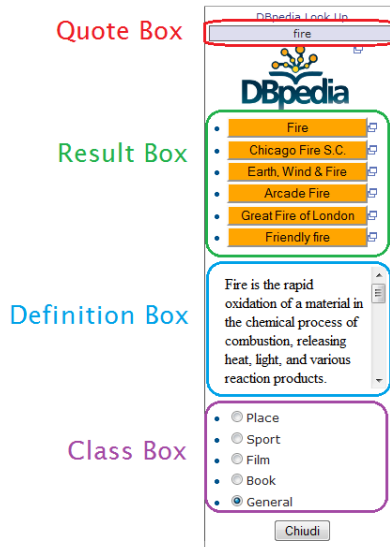 DBpedia Look Up
Quote Box
fire
DBpedia
Result Box
Fire
Chicago Fire S.C.
Earth, Wind & Fire
Arcade Fire
Great Fire of London
Friendly fire
Definition Box
Fire is the rapid
oxidation of a material in
the chemical process of
combustion, releasing
heat, light, and various
reaction products.
Class Box
Place
Sport
Film
Book
General
Chiudi